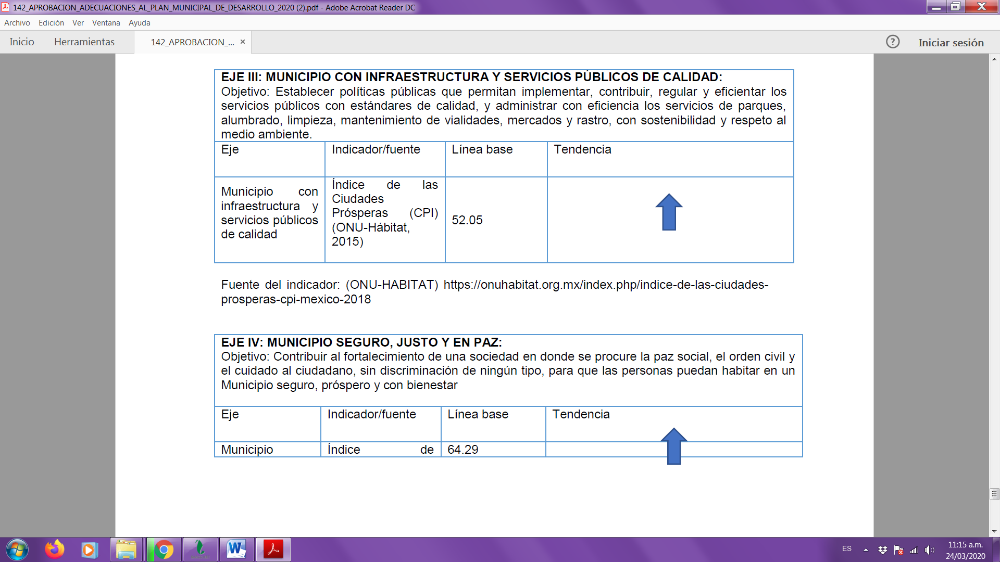 142_APROBACION_ADECUACIONES_AL_PLAN_MUNICIPAL_DE_DESARROLLO_2020 (2).pdf - Adobe Acrobat Reader DC
Archivo Edición Ver Ventana Ayuda
Inicio Herramientas 142_APROBACION_... × ? Iniciar sesión
EJE III: MUNICIPIO CON INFRAESTRUCTURA Y SERVICIOS PÚBLICOS DE CALIDAD:
Objetivo: Establecer políticas públicas que permitan implementar, contribuir, regular y eficientar los
servicios públicos con estándares de calidad, y administrar con eficiencia los servicios de parques,
alumbrado, limpieza, mantenimiento de vialidades, mercados y rastro, con sostenibilidad y respeto al
medio ambiente.
Eje Indicador/fuente Línea base Tendencia
Municipio con
infraestructura y
servicios públicos
de calidad
Índice de las
Ciudades
Prósperas (CPI)
(ONU-Hábitat,
2015)
52.05
Fuente del indicador: (ONU-HABITAT) https://onuhabitat.org.mx/index.php/indice-de-las-ciudades-
prosperas-cpi-mexico-2018
EJE IV: MUNICIPIO SEGURO, JUSTO Y EN PAZ:
Objetivo: Contribuir al fortalecimiento de una sociedad en donde se procure la paz social, el orden civil y
el cuidado al ciudadano, sin discriminación de ningún tipo, para que las personas puedan habitar en un
Municipio seguro, próspero y con bienestar
Eje Indicador/fuente Línea base Tendencia
Municipio Índice de 64.29
ES
11:15 a.m.
24/03/2020